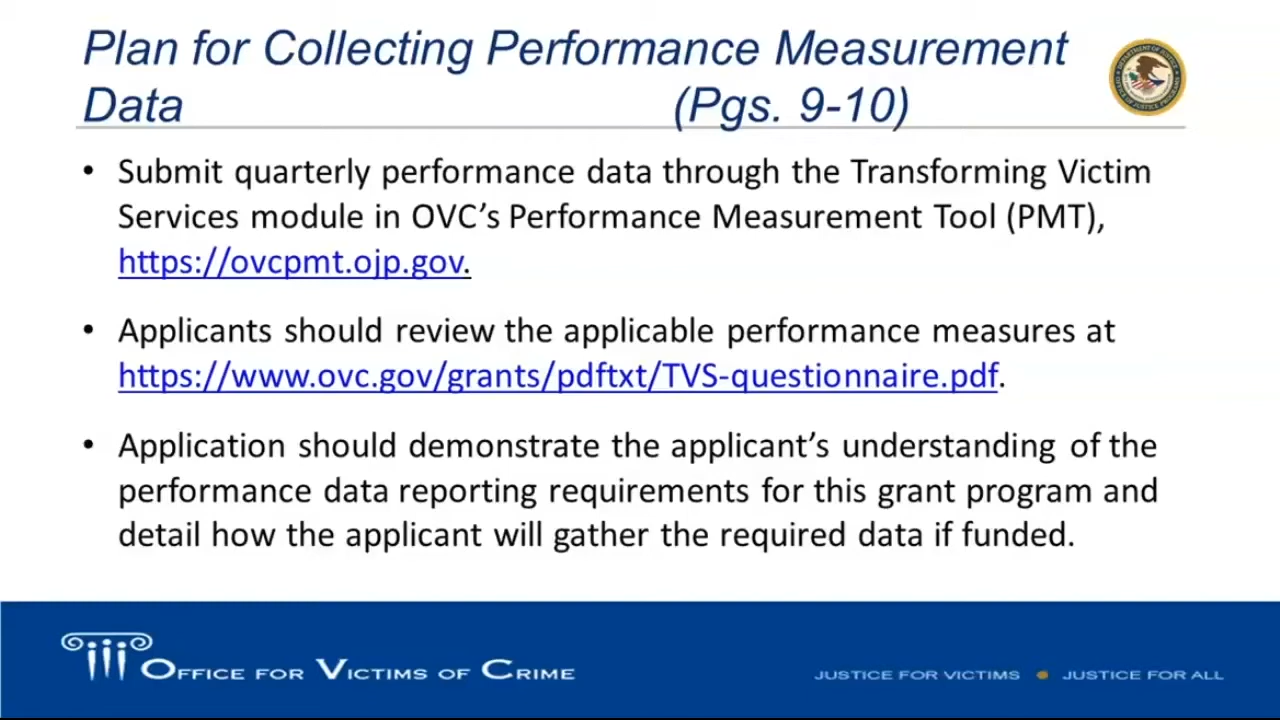 Plan for Collecting Performance Measurement
Data (Pgs. 9-10)
• Submit quarterly performance data through the Transforming Victim
Services module in OVC’s Performance Measurement Tool (PMT),
https://ovcpmt.ojp.gov.
• Applicants should review the applicable performance measures at
https://www.ovc.gov/grants/pdftxt/TVS-questionnaire.pdf.
• Application should demonstrate the applicant’s understanding of the
performance data reporting requirements for this grant program and
detail how the applicant will gather the required data if funded.
OFFICE FOR VICTIMS OF CRIME
JUSTICE FOR VICTIMS • JUSTICE FOR ALL